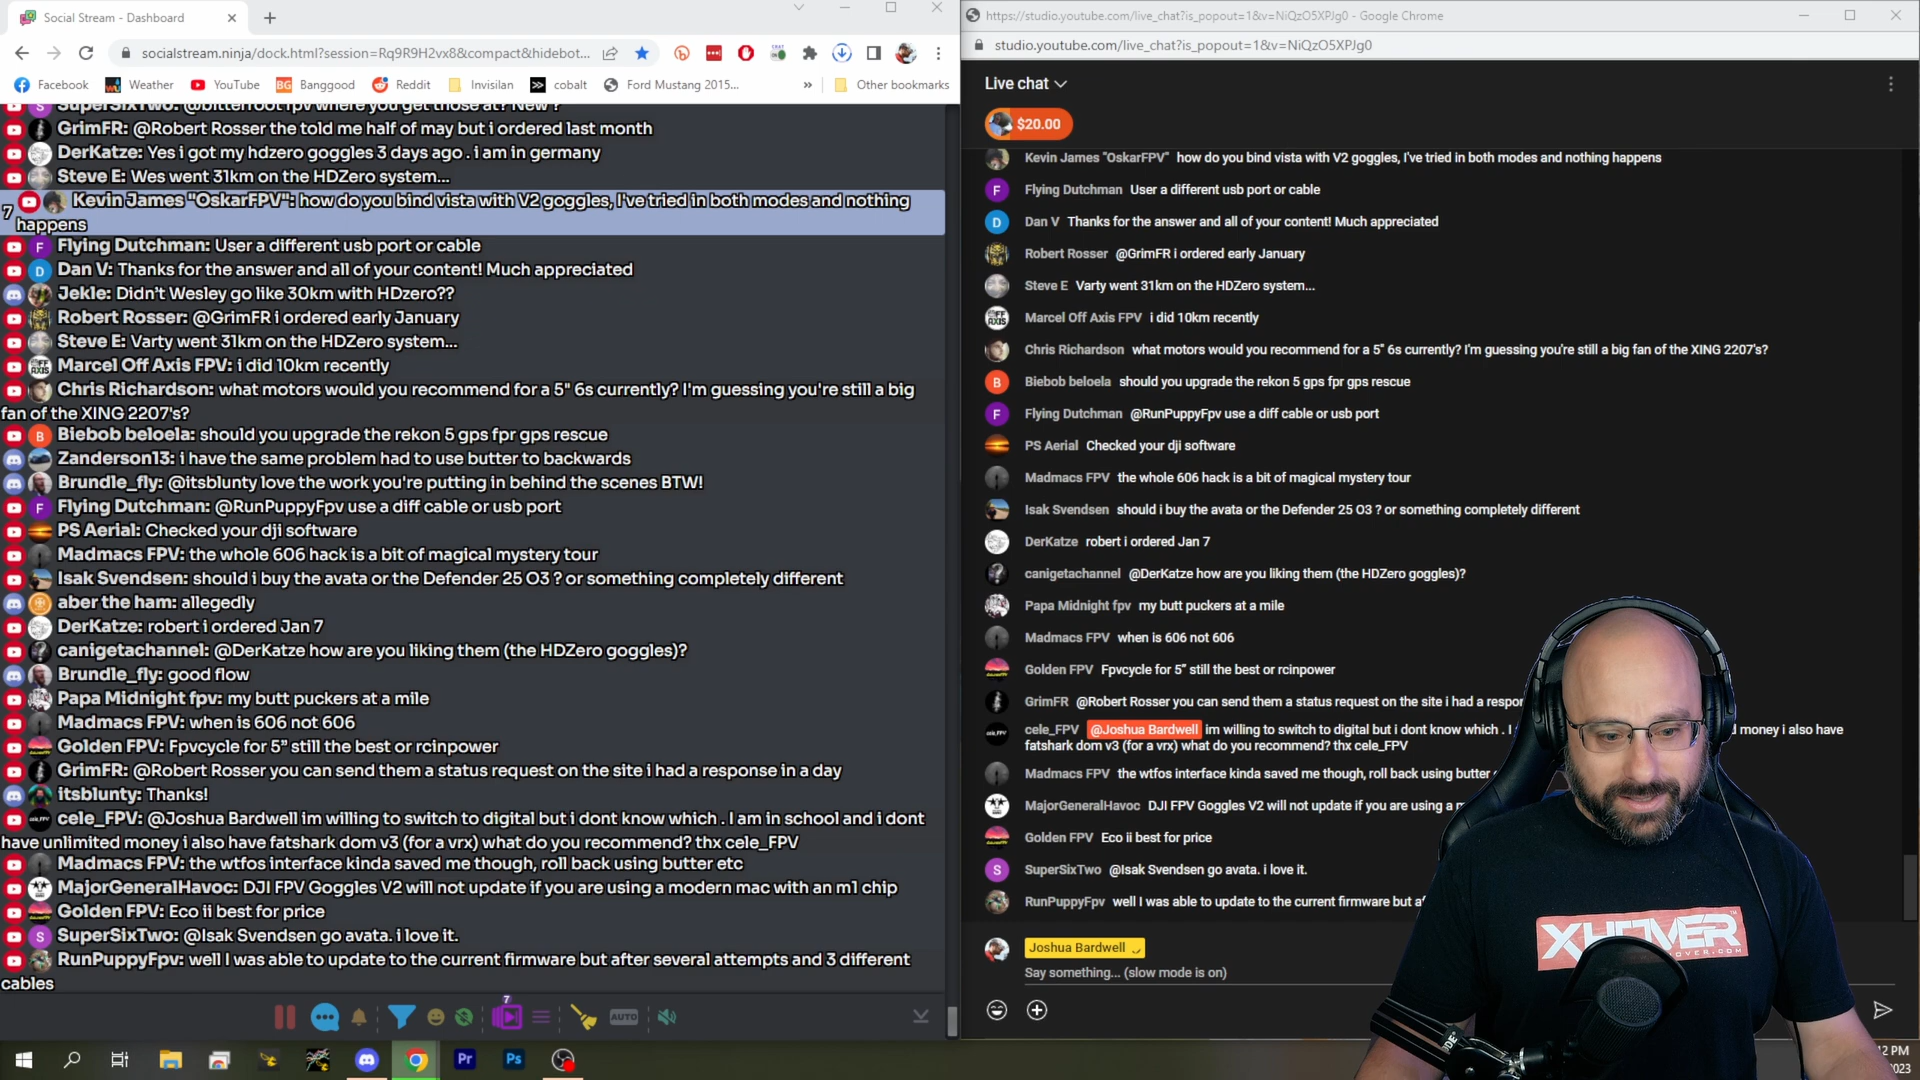 Social Stream - Dashboard
socialstream.ninja/dock.html?session=Rq9R9H2vx8&compact&hidebot...
Facebook
Weather
YouTube
BG Banggood
Reddit
Invisilan
cobalt
Ford Mustang 2015...
»
Other bookmarks
SuperSixTwo: @bitterroot fpv where you get those at? New ?
GrimFR: @Robert Rosser the told me half of may but i ordered last month
DerKatze: Yes i got my hdzero goggles 3 days ago . i am in germany
Steve E: Wes went 31km on the HDZero system...
7
Kevin James "OskarFPV": how do you bind vista with V2 goggles, I've tried in both modes and nothing
happens
F Flying Dutchman: User a different usb port or cable
D Dan V: Thanks for the answer and all of your content! Much appreciated
Jekle: Didn't Wesley go like 30km with HDzero??
Robert Rosser: @GrimFR i ordered early January
Steve E: Varty went 31km on the HDZero system...
Marcel Off Axis FPV: i did 10km recently
Chris Richardson: what motors would you recommend for a 5" 6s currently? I'm guessing you're still a big
fan of the XING 2207's?
B Biebob beloela: should you upgrade the rekon 5 gps fpr gps rescue
Zanderson13: i have the same problem had to use butter to backwards
Brundle_fly: @itsblunty love the work you're putting in behind the scenes BTW!
F Flying Dutchman: @RunPuppyFpv use a diff cable or usb port
PS Aerial: Checked your dji software
Madmacs FPV: the whole 606 hack is a bit of magical mystery tour
Isak Svendsen: should i buy the avata or the Defender 25 O3 ? or something completely different
aber the ham: allegedly
DerKatze: robert i ordered Jan 7
canigetachannel: @DerKatze how are you liking them (the HDZero goggles)?
Brundle_fly: good flow
Papa Midnight fpv: my butt puckers at a mile
Madmacs FPV: when is 606 not 606
Golden FPV: Fpvcycle for 5” still the best or rcinpower
GrimFR: @Robert Rosser you can send them a status request on the site i had a response in a day
itsblunty: Thanks!
cele_FPV: @Joshua Bardwell im willing to switch to digital but i dont know which . I am in school and i dont
have unlimited money i also have fatshark dom v3 (for a vrx) what do you recommend? thx cele_FPV
Madmacs FPV: the wtfos interface kinda saved me though, roll back using butter etc
MajorGeneralHavoc: DJI FPV Goggles V2 will not update if you are using a modern mac with an m1 chip
Golden FPV: Eco ii best for price
S SuperSixTwo: @Isak Svendsen go avata. i love it.
RunPuppyFpv: well I was able to update to the current firmware but after several attempts and 3 different
cables
7
AUTO
Pr
Ps
https://studio.youtube.com/live_chat?is_popout=1&v=NiQzO5XPJg0 - Google Chrome
studio.youtube.com/live_chat?is_popout=1&v=NiQzO5XPJg0
Live chat
$20.00
Kevin James "OskarFPV" how do you bind vista with V2 goggles, I've tried in both modes and nothing happens
F Flying Dutchman User a different usb port or cable
D Dan V Thanks for the answer and all of your content! Much appreciated
Robert Rosser @GrimFR i ordered early January
Steve E Varty went 31km on the HDZero system...
Marcel Off Axis FPV i did 10km recently
Chris Richardson what motors would you recommend for a 5" 6s currently? I'm guessing you're still a big fan of the XING 2207's?
B Biebob beloela should you upgrade the rekon 5 gps fpr gps rescue
F Flying Dutchman @RunPuppyFpv use a diff cable or usb port
PS Aerial Checked your dji software
Madmacs FPV the whole 606 hack is a bit of magical mystery tour
Isak Svendsen should i buy the avata or the Defender 25 O3 ? or something completely different
DerKatze robert i ordered Jan 7
canigetachannel @DerKatze how are you liking them (the HDZero goggles)?
Papa Midnight fpv my butt puckers at a mile
Madmacs FPV when is 606 not 606
Golden FPV Fpvcycle for 5” still the best or rcinpower
GrimFR @Robert Rosser you can send them a status request on the site i had a respon
cele_FPV @Joshua Bardwell im willing to switch to digital but i dont know which . I d money i also have
fatshark dom v3 (for a vrx) what do you recommend? thx cele_FPV
Madmacs FPV the wtfos interface kinda saved me though, roll back using butter
MajorGeneralHavoc DJI FPV Goggles V2 will not update if you are using a m
Golden FPV Eco ii best for price
S SuperSixTwo @Isak Svendsen go avata. i love it.
RunPuppyFpv well I was able to update to the current firmware but af
Joshua Bardwell
Say something... (slow mode is on)
XHOVER
12 PM
2023